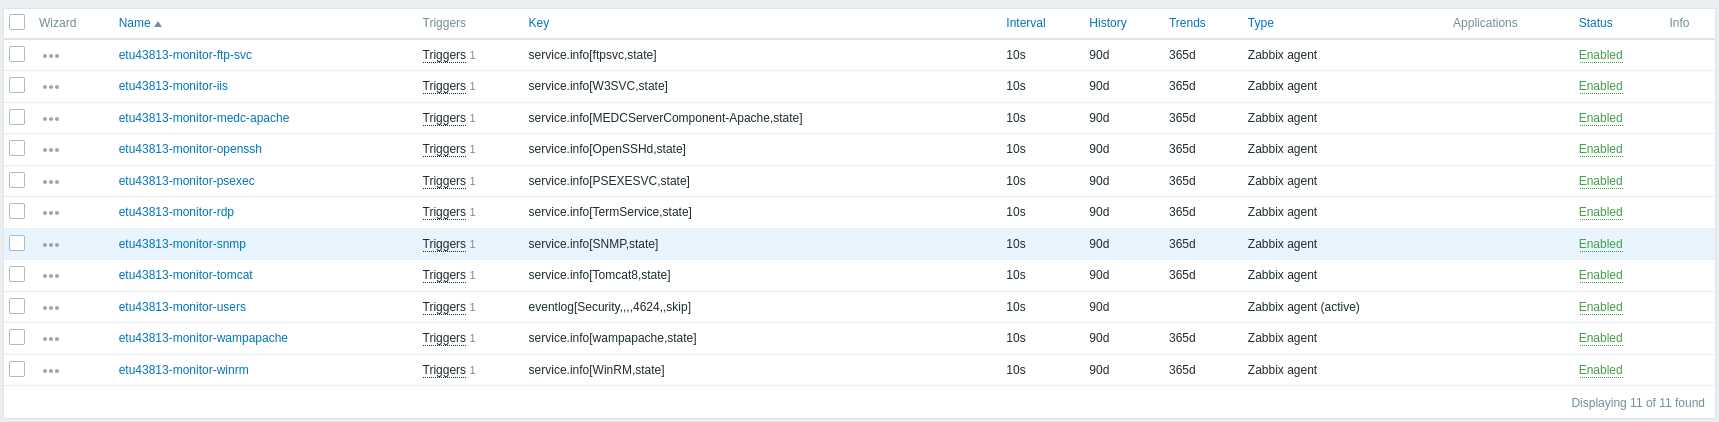 Wizard Name Triggers Key Interval History Trends Type Applications Status Info
etu43813-monitor-ftp-svc Triggers 1 service.info[ftpsvc,state] 10s 90d 365d Zabbix agent Enabled
etu43813-monitor-iis Triggers 1 service.info[W3SVC,state] 10s 90d 365d Zabbix agent Enabled
etu43813-monitor-medc-apache Triggers 1 service.info[MEDCServerComponent-Apache,state] 10s 90d 365d Zabbix agent Enabled
etu43813-monitor-openssh Triggers 1 service.info[OpenSSHd,state] 10s 90d 365d Zabbix agent Enabled
etu43813-monitor-psexec Triggers 1 service.info[PSEXESVC,state] 10s 90d 365d Zabbix agent Enabled
etu43813-monitor-rdp Triggers 1 service.info[TermService,state] 10s 90d 365d Zabbix agent Enabled
etu43813-monitor-snmp Triggers 1 service.info[SNMP,state] 10s 90d 365d Zabbix agent Enabled
etu43813-monitor-tomcat Triggers 1 service.info[Tomcat8,state] 10s 90d 365d Zabbix agent Enabled
etu43813-monitor-users Triggers 1 eventlog[Security,,,,4624,,skip] 10s 90d Zabbix agent (active) Enabled
etu43813-monitor-wampapache Triggers 1 service.info[wampapache,state] 10s 90d 365d Zabbix agent Enabled
etu43813-monitor-winrm Triggers 1 service.info[WinRM,state] 10s 90d 365d Zabbix agent Enabled
Displaying 11 of 11 found